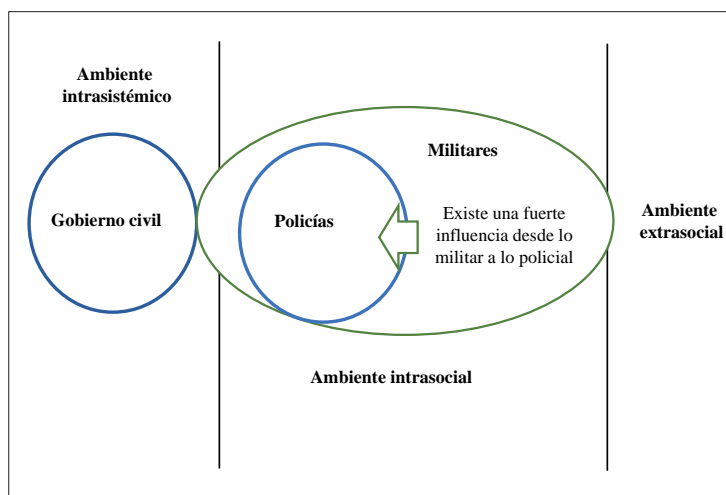 Ambiente
intrasistémico
Gobierno civil
Policías
Militares
Existe una fuerte
influencia desde lo
militar a lo policial
Ambiente
extrasocial
Ambiente intrasocial